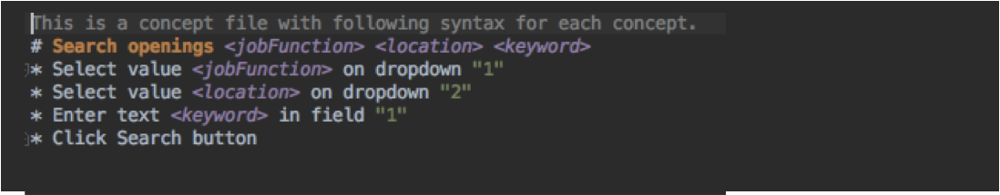 This is a concept file with following syntax for each concept.
# Search openings <jobFunction> <location> <keyword>
* Select value <jobFunction> on dropdown "1"
* Select value <location> on dropdown "2"
* Enter text <keyword> in field "1"
* Click Search button